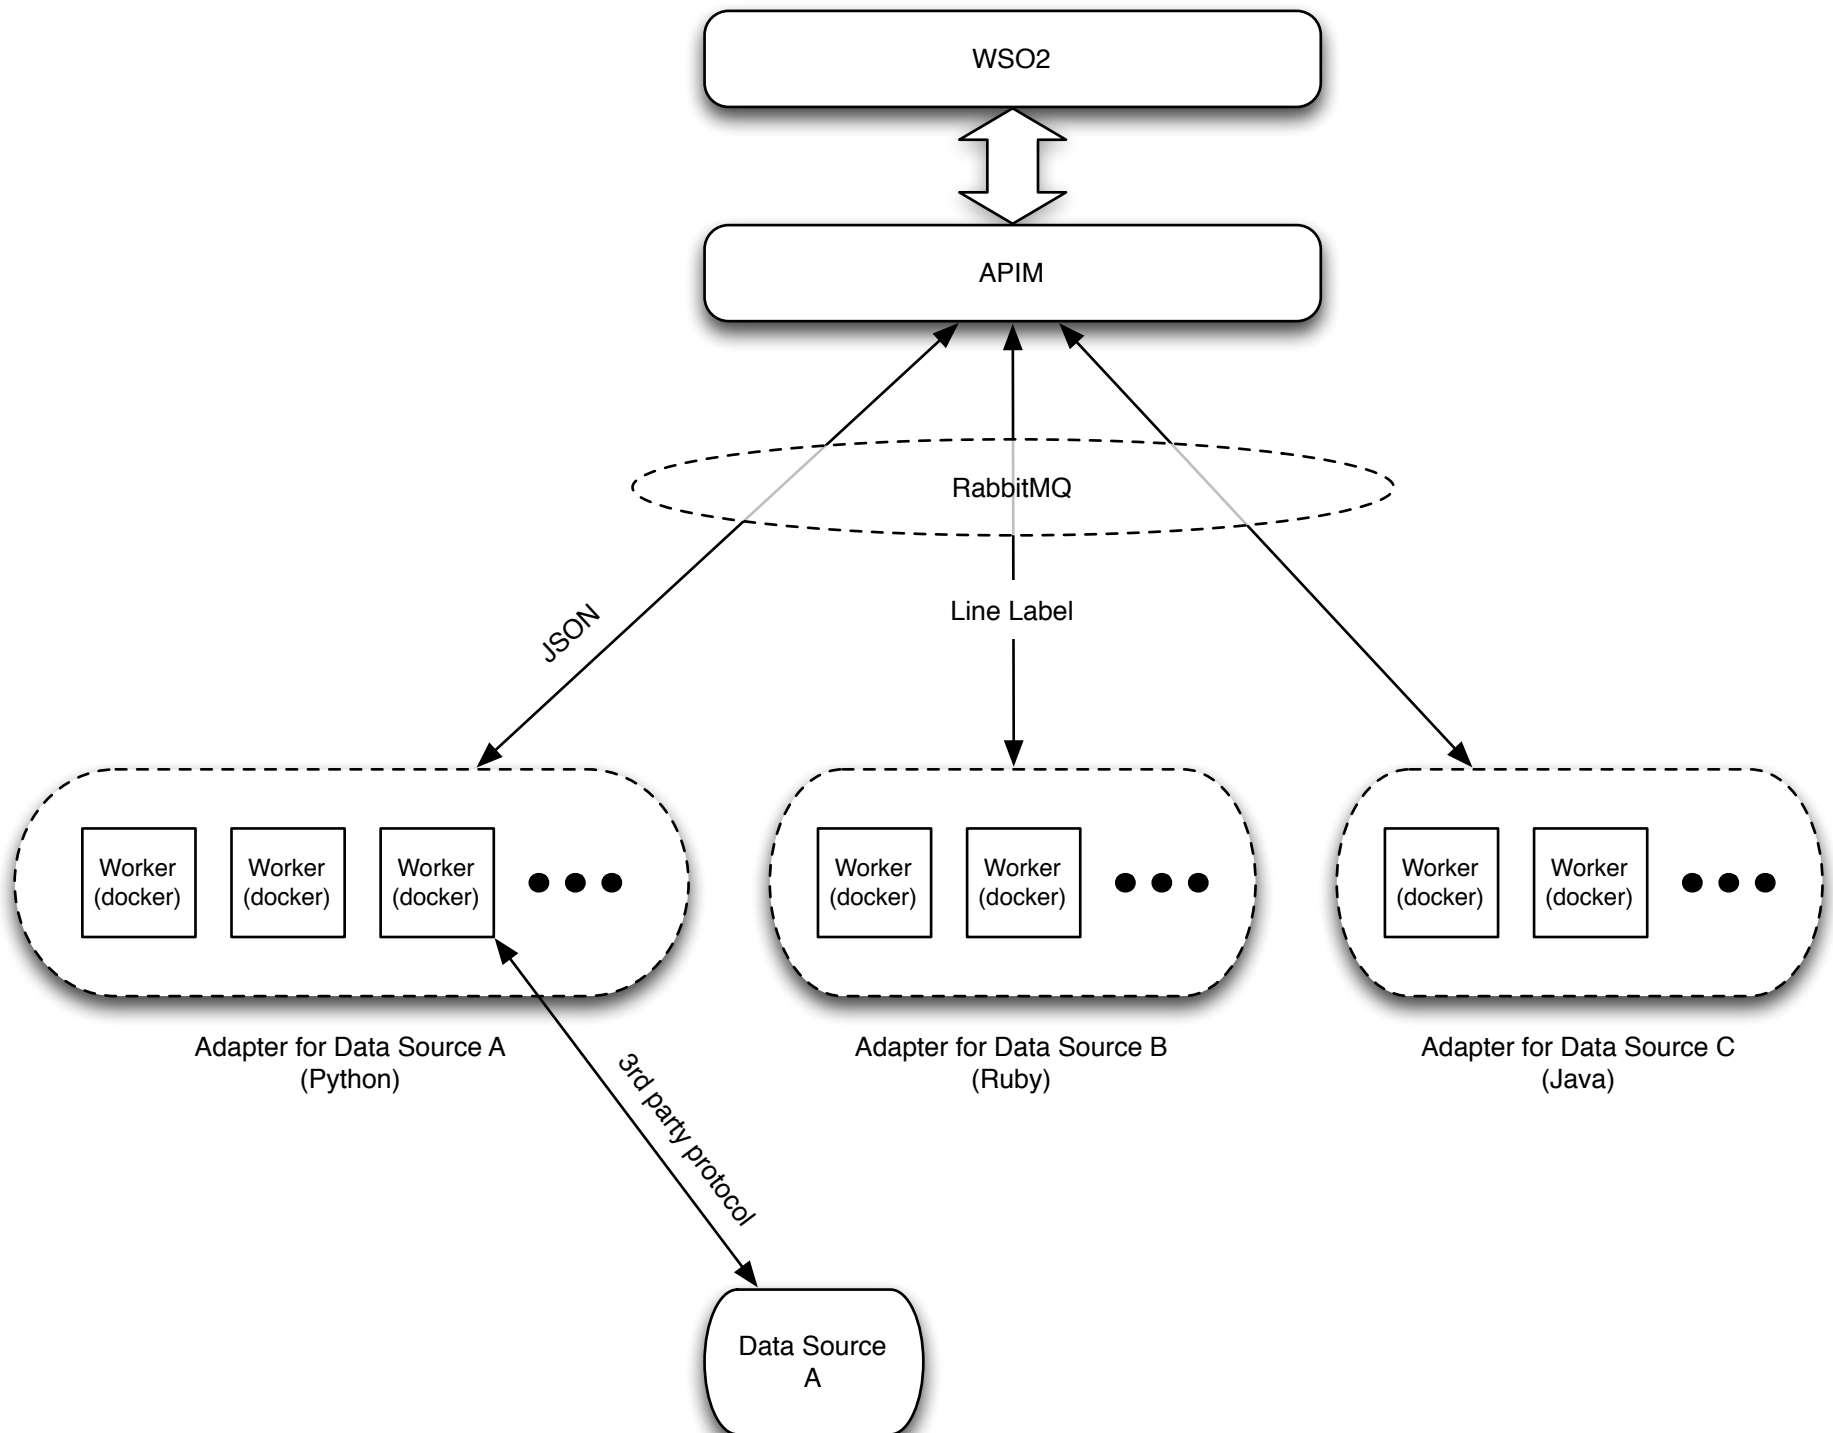 WSO2
APIM
RabbitMQ
JSON
Line Label
Worker
(docker)
Worker
(docker)
Worker
(docker)
Worker
(docker)
Worker
(docker)
Worker
(docker)
Worker
(docker)
Adapter for Data Source A
(Python)
Adapter for Data Source B
(Ruby)
Adapter for Data Source C
(Java)
3rd party protocol
Data Source
A